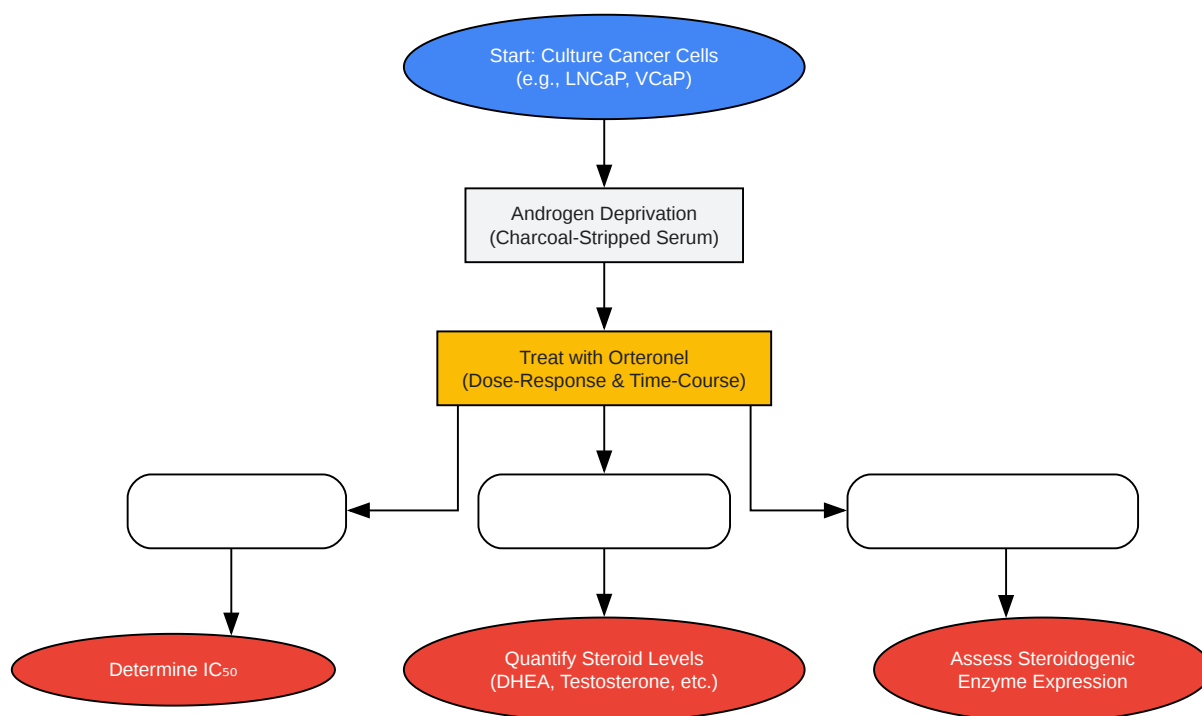 Start: Culture Cancer Cells
(e.g., LNCaP, VCaP)
Androgen Deprivation
(Charcoal-Stripped Serum)
Treat with Orteronel
(Dose-Response & Time-Course)
Determine IC₅₀
Quantify Steroid Levels
(DHEA, Testosterone, etc.)
Assess Steroidogenic
Enzyme Expression